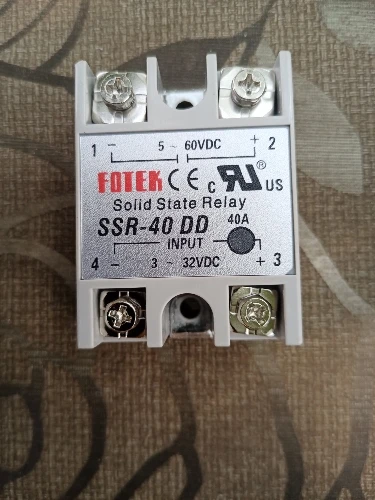 1 − 5 ~ 60VDC + 2
FOTEK CE c RU ® US
Solid State Relay
SSR-40 DD 40A
INPUT
4 − 3 ~ 32VDC + 3